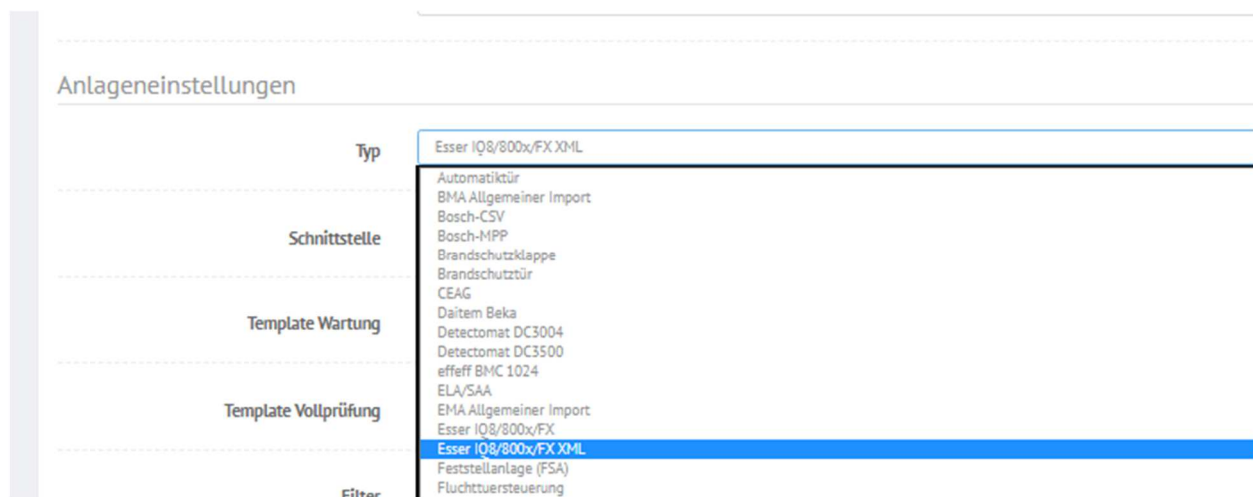 Anlageneinstellungen
Typ
Esser IQ8/800x/FX XML
Automatiktür
BMA Allgemeiner Import
Bosch-CSV
Schnittstelle
Bosch-MPP
Brandschutzklappe
Brandschutztür
CEAG
Template Wartung
Daitem Beka
Detectomat DC3004
Detectomat DC3500
effeff BMC 1024
ELA/SAA
Template Vollprüfung
EMA Allgemeiner Import
Esser IQ8/800x/FX
Esser IQ8/800x/FX XML
Feststellanlage (FSA)
Filter
Fluchttuersteuerung